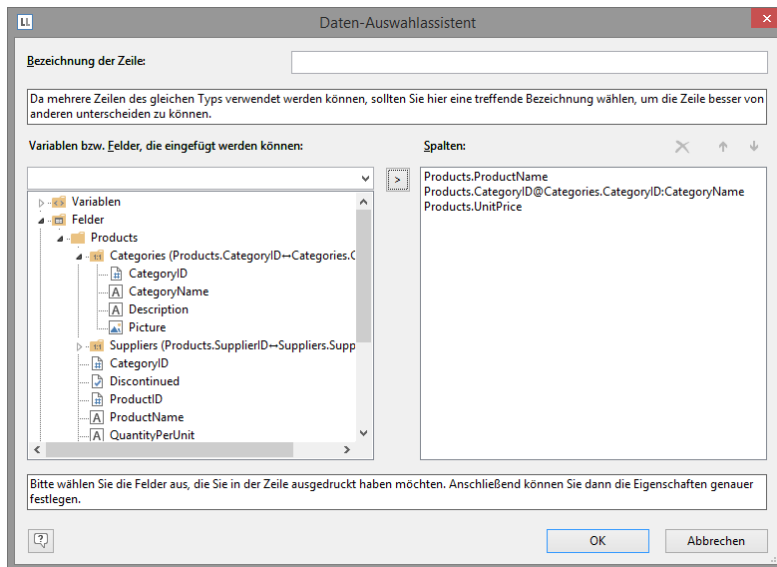 LL
Daten-Auswahlassistent
Bezeichnung der Zeile:
Da mehrere Zeilen des gleichen Typs verwendet werden können, sollten Sie hier eine treffende Bezeichnung wählen, um die Zeile besser von
anderen unterscheiden zu können.
Variablen bzw. Felder, die eingefügt werden können:
Spalten:
>
Variablen
Felder
Products
Categories (Products.CategoryID↔Categories.C
CategoryID
A CategoryName
A Description
Picture
1:1 Suppliers (Products.SupplierID↔Suppliers.Supp
CategoryID
Discontinued
ProductID
A ProductName
A QuantityPerUnit
Products.ProductName
Products.CategoryID@Categories.CategoryID:CategoryName
Products.UnitPrice
Bitte wählen Sie die Felder aus, die Sie in der Zeile ausgedruckt haben möchten. Anschließend können Sie dann die Eigenschaften genauer
festlegen.
?
OK
Abbrechen